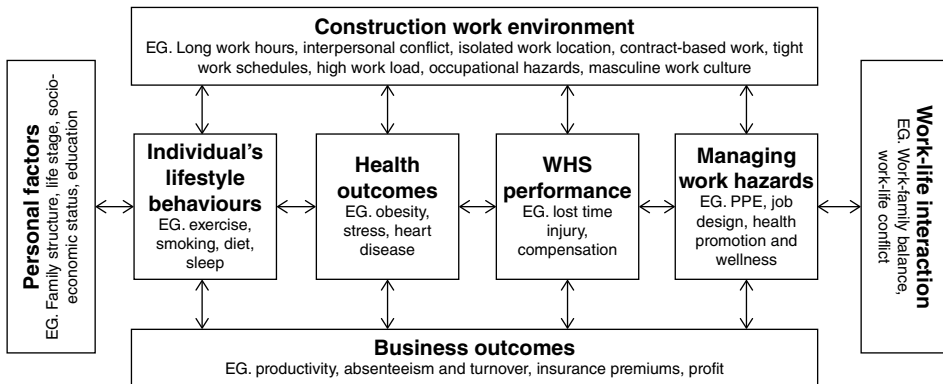 Construction work environment
EG. Long work hours, interpersonal conflict, isolated work location, contract-based work, tight
work schedules, high work load, occupational hazards, masculine work culture
Personal factors
EG. Family structure, life stage, socio-
economic status, education
Individual's
lifestyle
behaviours
EG. exercise,
smoking, diet,
sleep
Health
outcomes
EG. obesity,
stress, heart
disease
WHS
performance
EG. lost time
injury,
compensation
Managing
work hazards
EG. PPE, job
design, health
promotion and
wellness
Work-life interaction
EG. Work-family balance,
work-life conflict
Business outcomes
EG. productivity, absenteeism and turnover, insurance premiums, profit